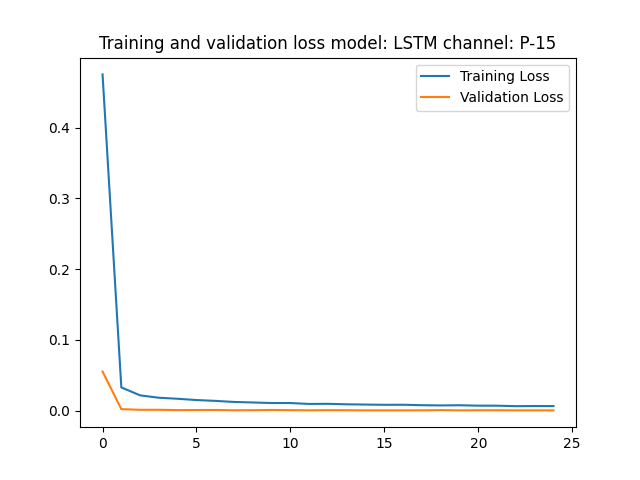 Training and validation loss model: LSTM channel: P-15
Training Loss
Validation Loss
0.4
0.3
0.2
0.1
0.0
0 5 10 15 20 25